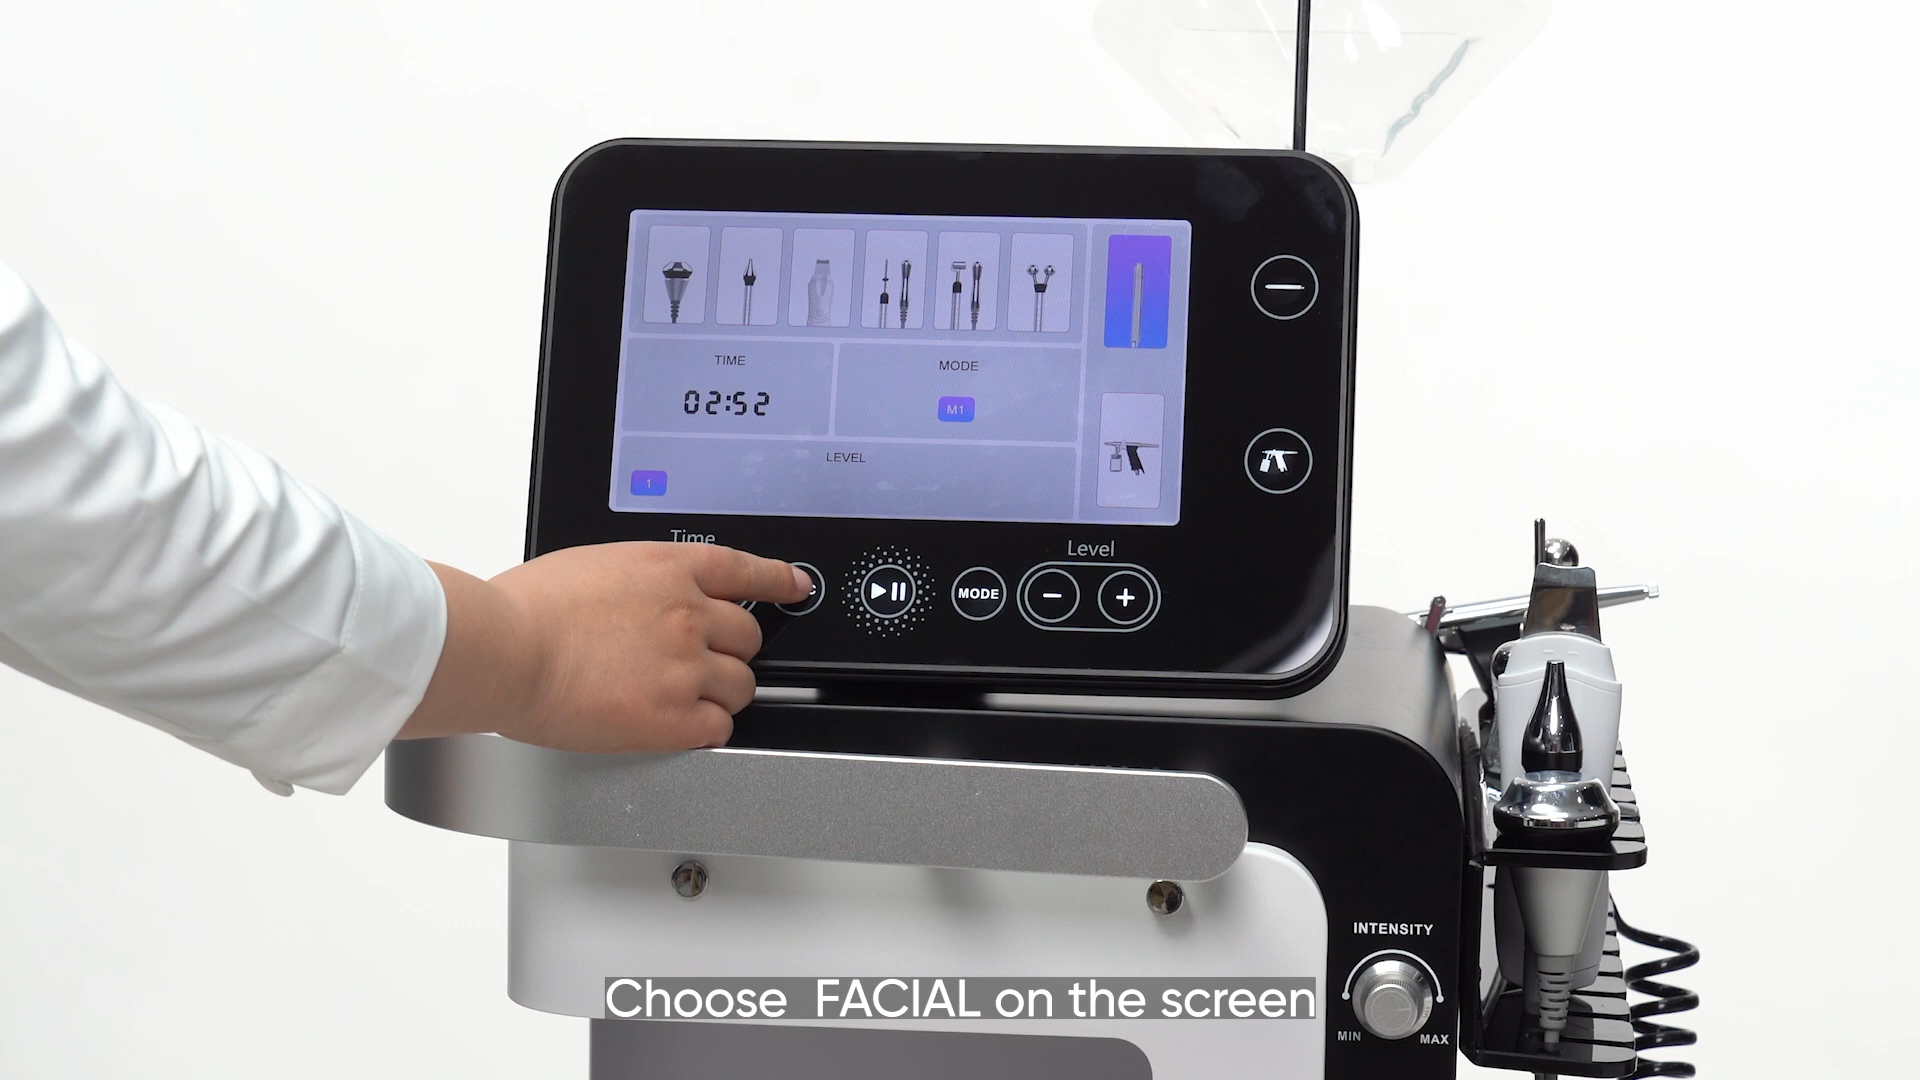 TIME
02:52
MODE
M1
LEVEL
1
Time
MODE
Level
INTENSITY
MIN
MAX
Choose FACIAL on the screen